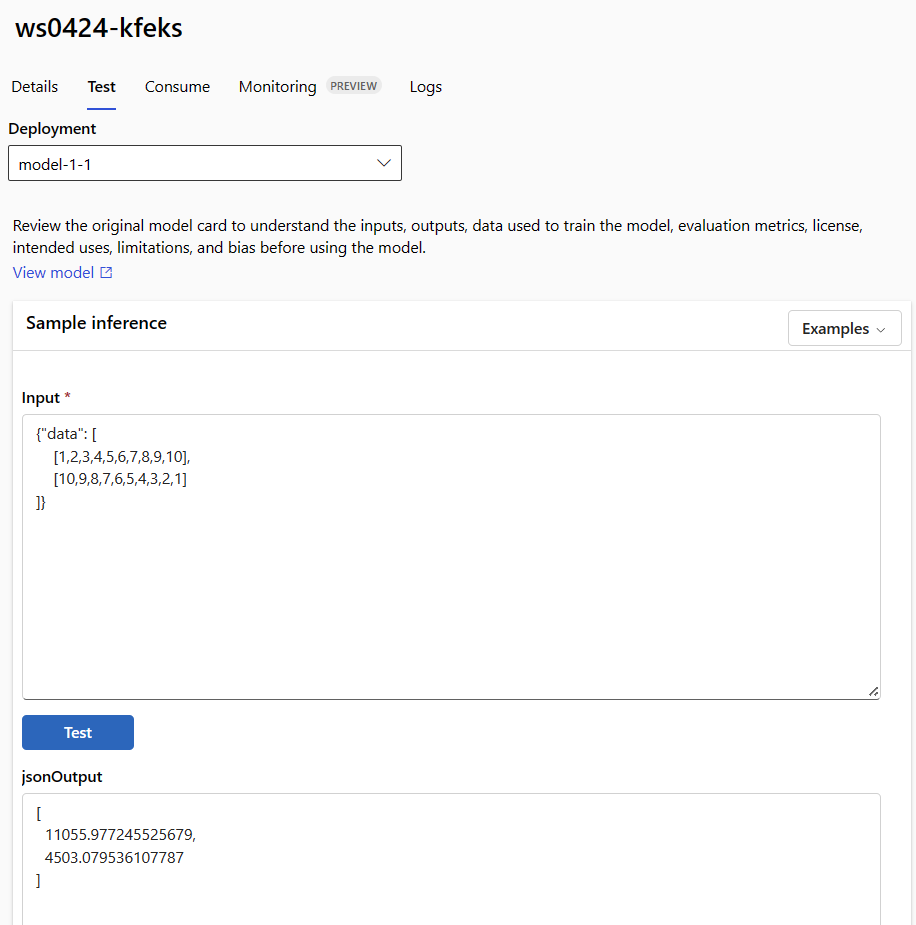 ws0424-kfeks
Details Test Consume Monitoring PREVIEW Logs
Deployment
model-1-1
Review the original model card to understand the inputs, outputs, data used to train the model, evaluation metrics, license,
intended uses, limitations, and bias before using the model.
View model
Sample inference
Examples
Input *
{"data": [
[1,2,3,4,5,6,7,8,9,10],
[10,9,8,7,6,5,4,3,2,1]
]}
Test
jsonOutput
[
11055.977245525679,
4503.079536107787
]